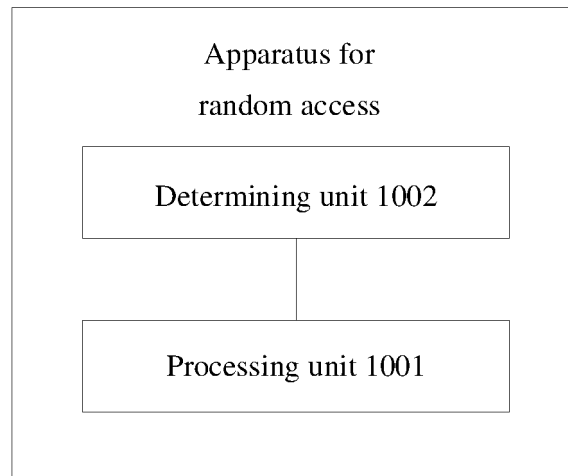 Apparatus for
random access
Determining unit 1002
Processing unit 1001